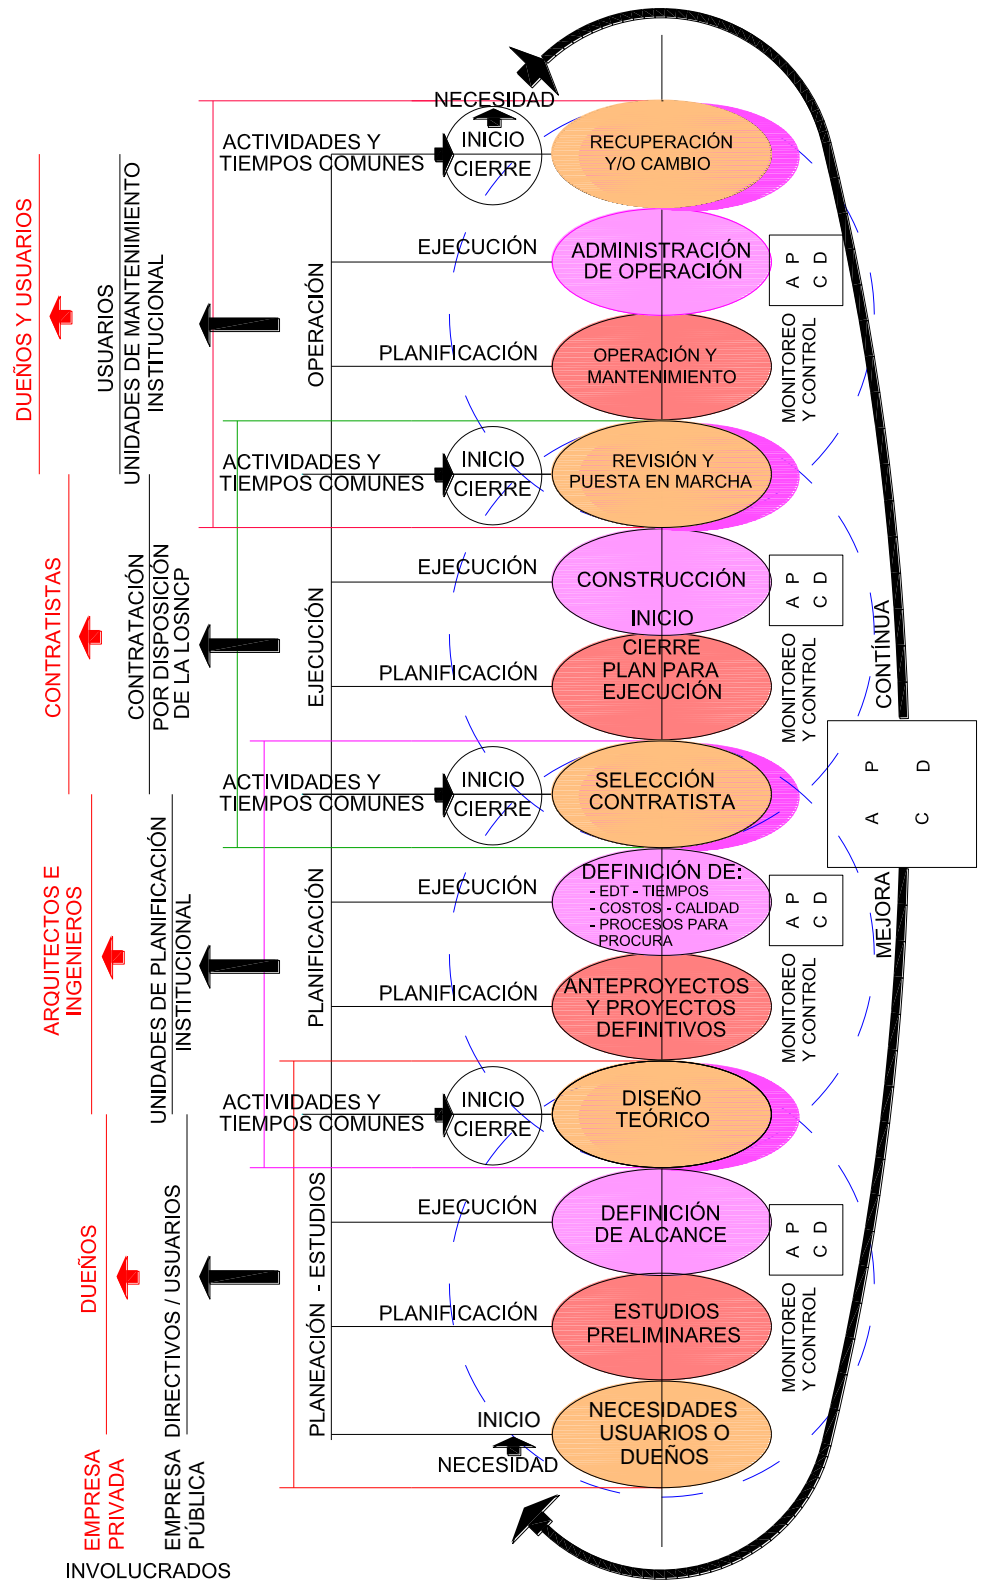 NECESIDAD
INICIO
CIERRE
ACTIVIDADES Y
TIEMPOS COMUNES
RECUPERACIÓN
Y/O CAMBIO
EJECUCIÓN
ADMINISTRACIÓN
DE OPERACIÓN
A P
C D
PLANIFICACIÓN
OPERACIÓN Y
MANTENIMIENTO
MONITOREO
Y CONTROL
OPERACIÓN
DUEÑOS Y USUARIOS
USUARIOS
UNIDADES DE MANTENIMIENTO
INSTITUCIONAL
ACTIVIDADES Y
TIEMPOS COMUNES
INICIO
CIERRE
REVISIÓN Y
PUESTA EN MARCHA
EJECUCIÓN
CONSTRUCCIÓN
A P
C D
INICIO
CIERRE
PLANIFICACIÓN
PLAN PARA
EJECUCIÓN
MONITOREO
Y CONTROL
EJECUCIÓN
CONTRATISTAS
CONTRATACIÓN
POR DISPOSICIÓN
DE LA LOSNCP
ACTIVIDADES Y
TIEMPOS COMUNES
INICIO
CIERRE
SELECCIÓN
CONTRATISTA
MEJORA CONTÍNUA
A P
C D
EJECUCIÓN
DEFINICIÓN DE:
- EDT - TIEMPOS
- COSTOS - CALIDAD
- PROCESOS PARA
PROCURA
A P
C D
PLANIFICACIÓN
ANTEPROYECTOS
Y PROYECTOS
DEFINITIVOS
MONITOREO
Y CONTROL
PLANIFICACIÓN
ARQUITECTOS E
INGENIEROS
UNIDADES DE PLANIFICACIÓN
INSTITUCIONAL
ACTIVIDADES Y
TIEMPOS COMUNES
INICIO
CIERRE
DISEÑO
TEÓRICO
EJECUCIÓN
DEFINICIÓN
DE ALCANCE
A P
C D
PLANIFICACIÓN
ESTUDIOS
PRELIMINARES
MONITOREO
Y CONTROL
PLANEACIÓN - ESTUDIOS
DUEÑOS
DIRECTIVOS / USUARIOS
INICIO
NECESIDAD
NECESIDADES
USUARIOS O
DUEÑOS
EMPRESA
PRIVADA
EMPRESA
PÚBLICA
INVOLUCRADOS